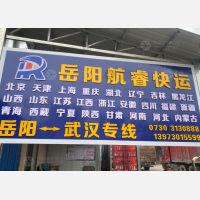 岳阳航睿快运
北京 天津 上海 重庆 湖北 辽宁 吉林 黑龙江
山西 山东 江苏 江西 浙江 安徽 四川 福建 新疆
青海 西藏 宁夏 陕西 甘肃 河南 河北 内蒙古
岳阳↔武汉专线
0730 3130888
13973015599